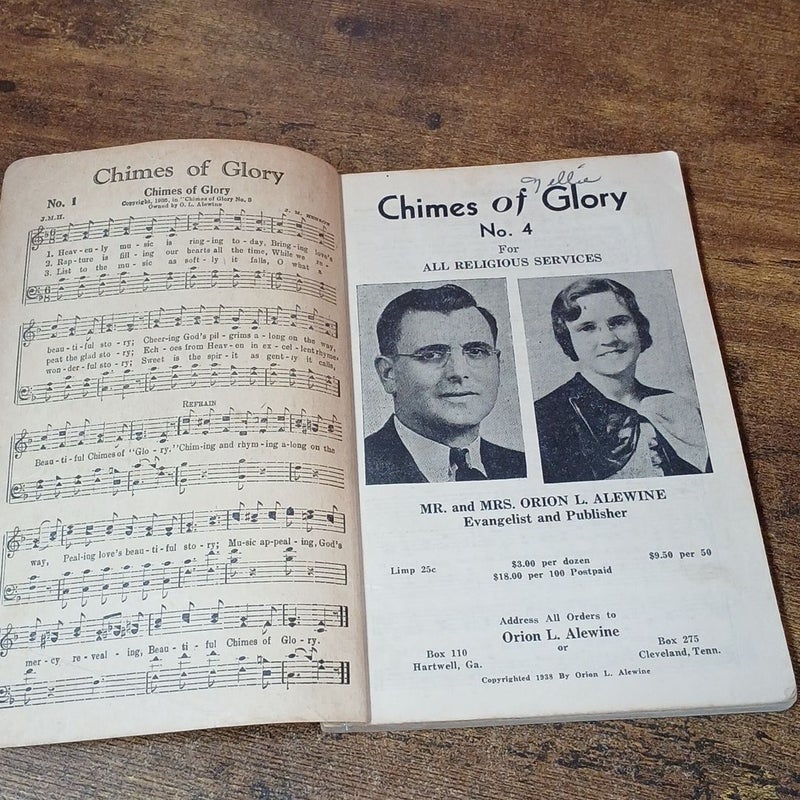 Chimes of Glory
No. 1
Chimes of Glory
Copyright, 1936, in "Chimes of Glory No. 3
Owned by O. L. Alewine
J.M.H.
1. Heav-en-ly mu-sic is ring-ing to-day, Bring-ing love's
2. Rap-ture is fill-ing our hearts all the time, While we re-
3. List to the mu-sic as soft-ly it falls, O what a
beau-ti-ful sto-ry; Cheer-ing God's pil-grims a-long on the way,
peat the glad sto-ry; Ech-oes from Heav-en in ex-cel-lent rhyme,
won-der-ful sto-ry; Sweet is the spir-it as gent-ly it calls,
REFRAIN
Beau-ti-ful Chimes of "Glo-ry." Chim-ing and rhym-ing a-long on the
way, Peal-ing love's beau-ti-ful sto-ry; Mu-sic ap-peal-ing, God's
mer-cy re-veal-ing, Beau-ti-ful Chimes of Glo-ry.
Nellie
Chimes of Glory
No. 4
For
ALL RELIGIOUS SERVICES
MR. and MRS. ORION L. ALEWINE
Evangelist and Publisher
Limp 25c
$3.00 per dozen
$18.00 per 100 Postpaid
$9.50 per 50
Address All Orders to
Orion L. Alewine
or
Box 110
Hartwell, Ga.
Box 275
Cleveland, Tenn.
Copyrighted 1938 By Orion L. Alewine